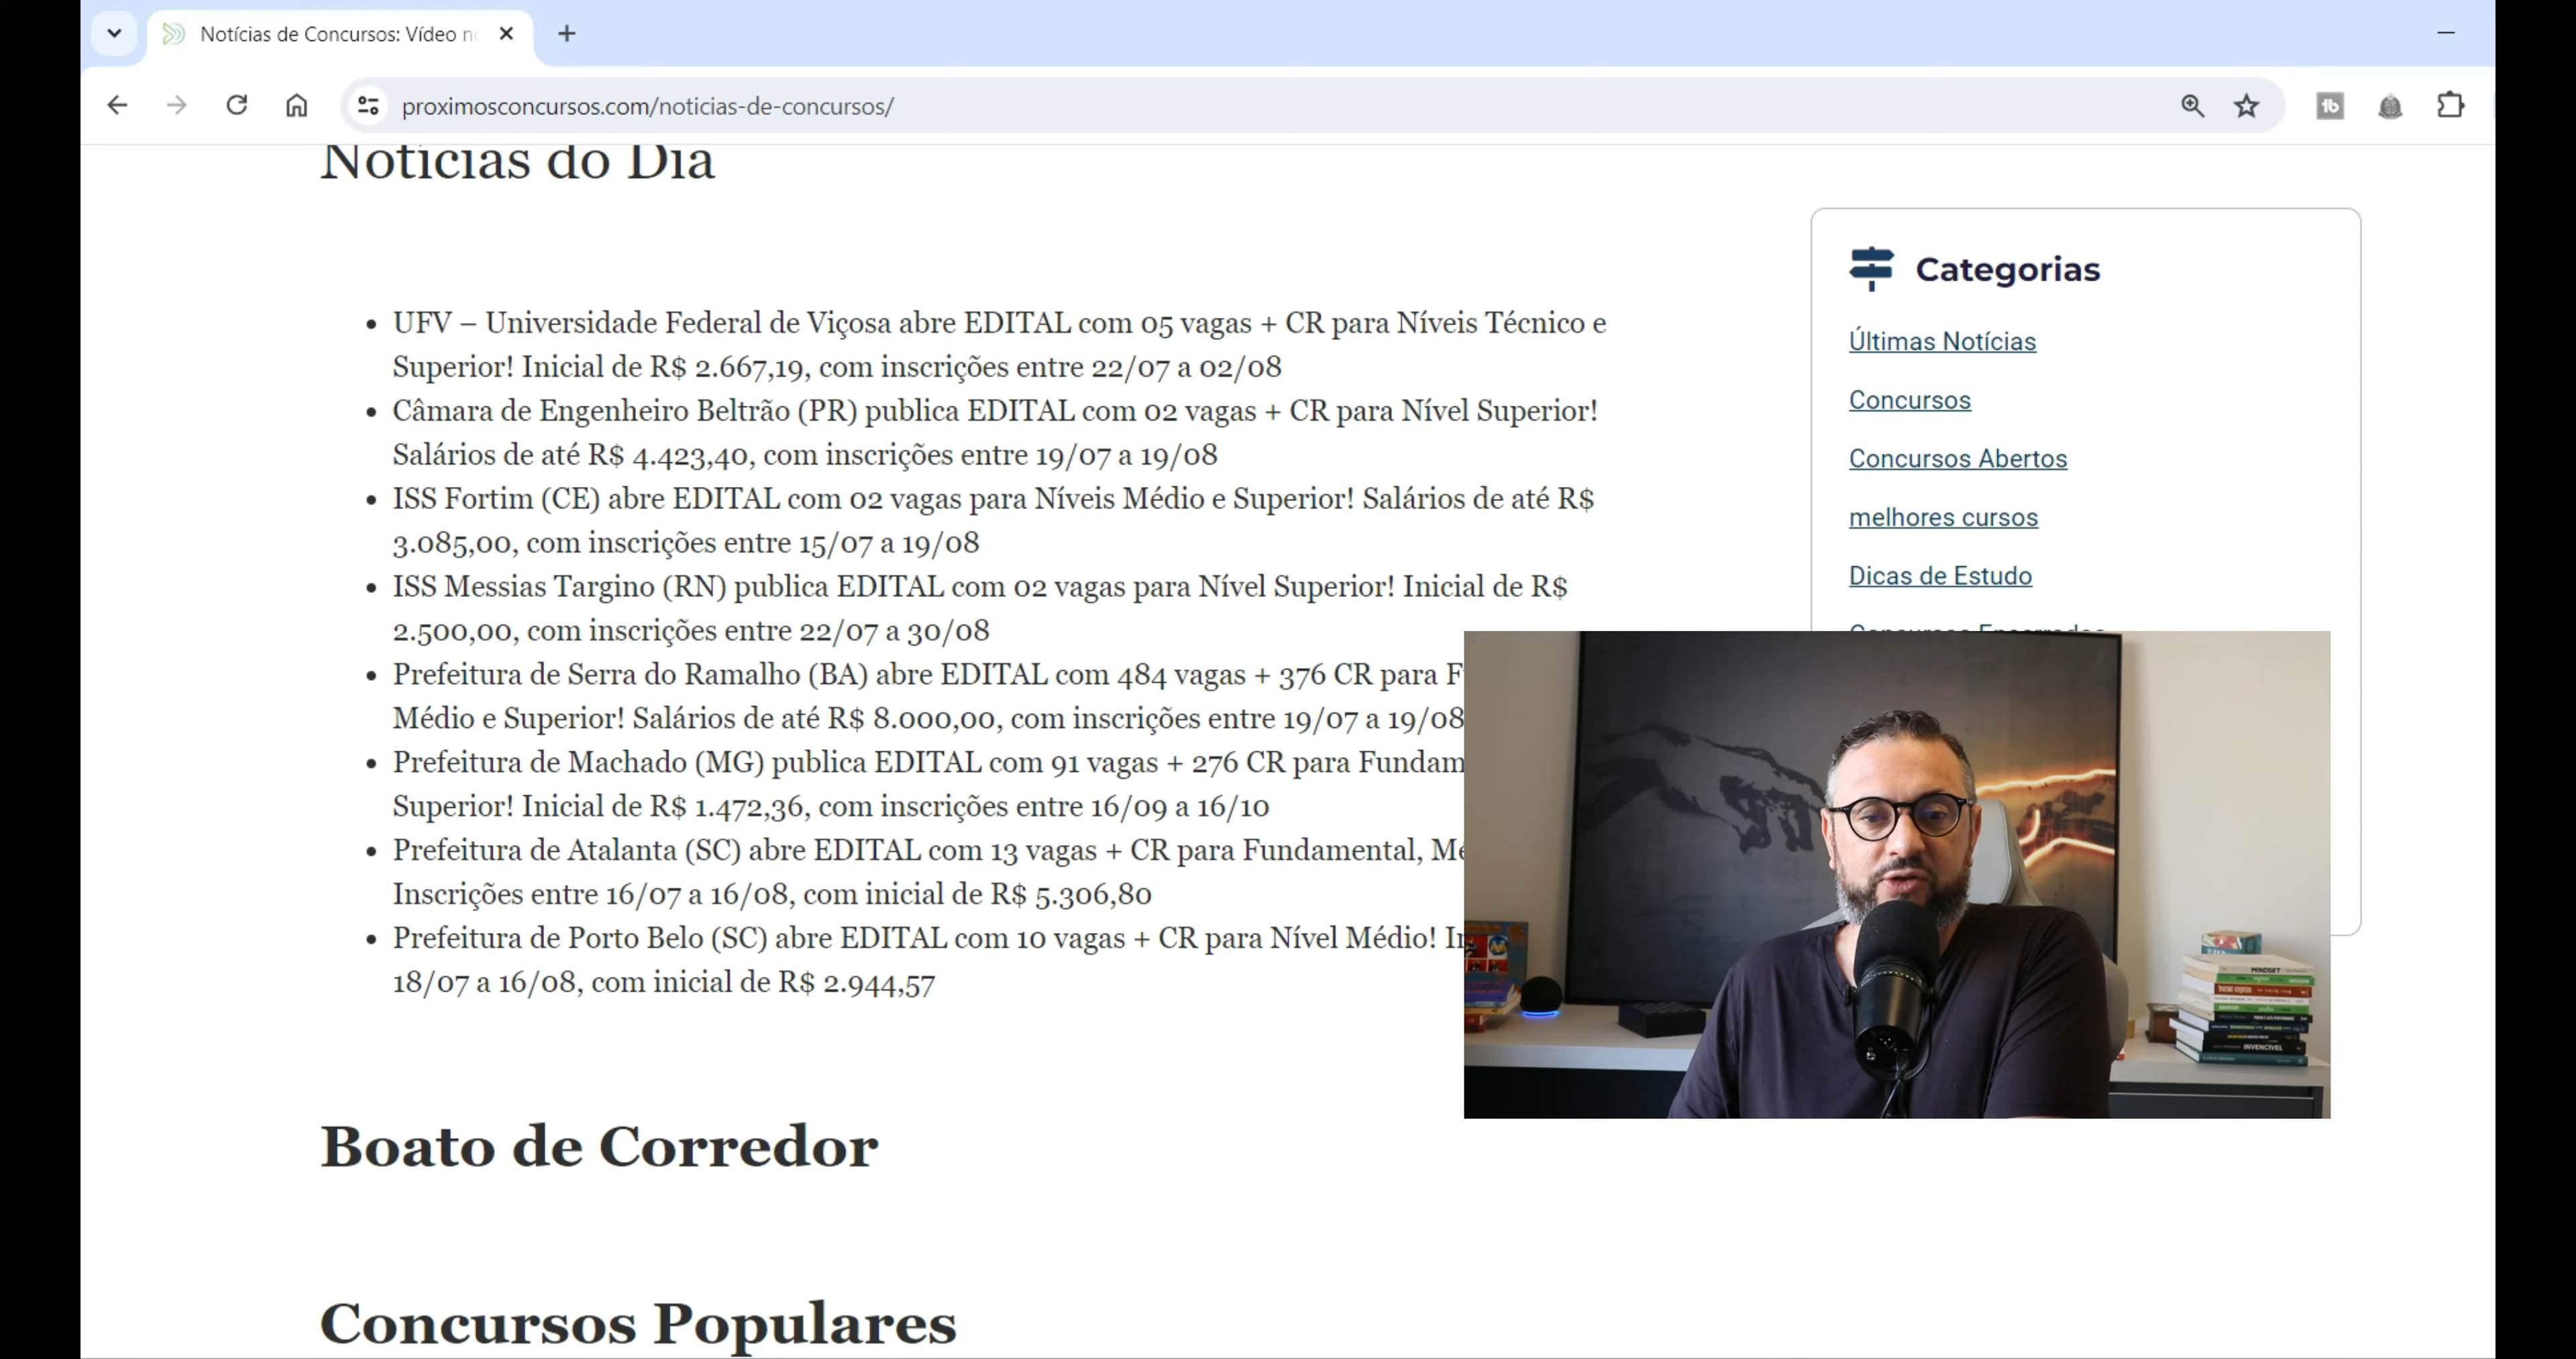 Notícias de Concursos: Vídeo
proximosconcursos.com/noticias-de-concursos/
Notícias do Dia
UFV – Universidade Federal de Viçosa abre EDITAL com 05 vagas + CR para Níveis Técnico e
Superior! Inicial de R$ 2.667,19, com inscrições entre 22/07 a 02/08
Câmara de Engenheiro Beltrão (PR) publica EDITAL com 02 vagas + CR para Nível Superior!
Salários de até R$ 4.423,40, com inscrições entre 19/07 a 19/08
ISS Fortim (CE) abre EDITAL com 02 vagas para Níveis Médio e Superior! Salários de até R$
3.085,00, com inscrições entre 15/07 a 19/08
ISS Messias Targino (RN) publica EDITAL com 02 vagas para Nível Superior! Inicial de R$
2.500,00, com inscrições entre 22/07 a 30/08
Prefeitura de Serra do Ramalho (BA) abre EDITAL com 484 vagas + 376 CR para
Médio e Superior! Salários de até R$ 8.000,00, com inscrições entre 19/07 a 19/08
Prefeitura de Machado (MG) publica EDITAL com 91 vagas + 276 CR para Fundam
Superior! Inicial de R$ 1.472,36, com inscrições entre 16/09 a 16/10
Prefeitura de Atalanta (SC) abre EDITAL com 13 vagas + CR para Fundamental,
Inscrições entre 16/07 a 16/08, com inicial de R$ 5.306,80
Prefeitura de Porto Belo (SC) abre EDITAL com 10 vagas + CR para Nível Médio!
18/07 a 16/08, com inicial de R$ 2.944,57
Boato de Corredor
Concursos Populares
Categorias
Últimas Notícias
Concursos
Concursos Abertos
melhores cursos
Dicas de Estudo
MINDSET
INVENCÍVEL